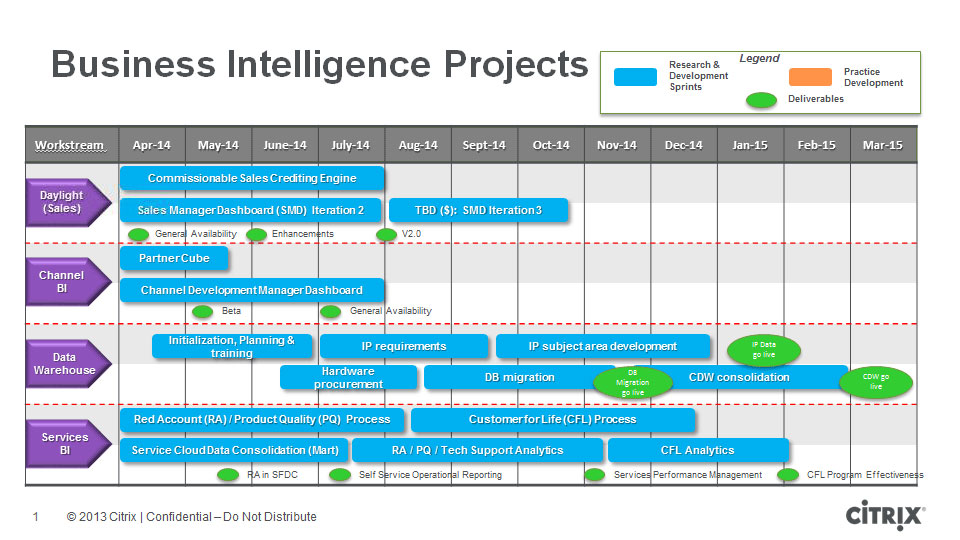 Business Intelligence Projects
Legend
Research &
Development
Sprints
Practice
Development
Deliverables
Workstream Apr-14 May-14 June-14 July-14 Aug-14 Sept-14 Oct-14 Nov-14 Dec-14 Jan-15 Feb-15 Mar-15
Daylight
(Sales)
Commissionable Sales Crediting Engine
Sales Manager Dashboard (SMD) Iteration 2
TBD ($): SMD Iteration 3
General Availability
Enhancements
V2.0
Channel
BI
Partner Cube
Channel Development Manager Dashboard
Beta
General Availability
Data
Warehouse
Initialization, Planning &
training
IP requirements
IP subject area development
IP Data
go live
Hardware
procurement
DB migration
DB
Migration
go live
CDW consolidation
CDW go
live
Services
BI
Red Account (RA) / Product Quality (PQ) Process
Customer for Life (CFL) Process
Service Cloud Data Consolidation (Mart)
RA / PQ / Tech Support Analytics
CFL Analytics
RA in SFDC
Self Service Operational Reporting
Services Performance Management
CFL Program Effectiveness
1
© 2013 Citrix | Confidential – Do Not Distribute
CİTRIX®